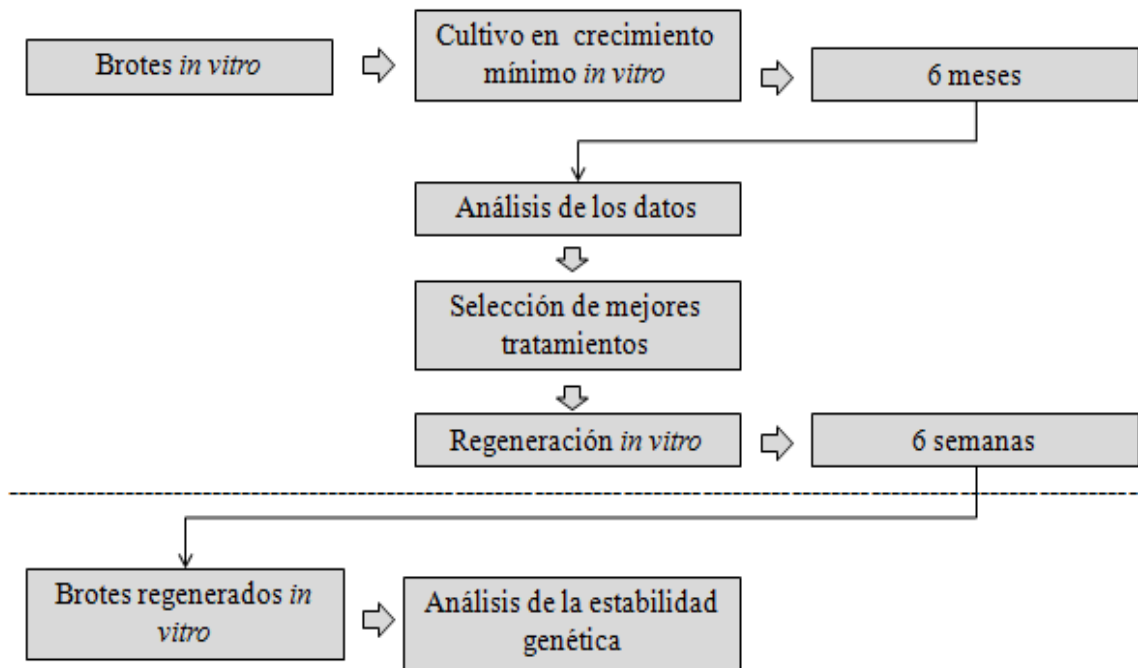 Brotes in vitro
Cultivo en crecimiento
mínimo in vitro
6 meses
Análisis de los datos
Selección de mejores
tratamientos
Regeneración in vitro
6 semanas
Brotes regenerados in
vitro
Análisis de la estabilidad
genética